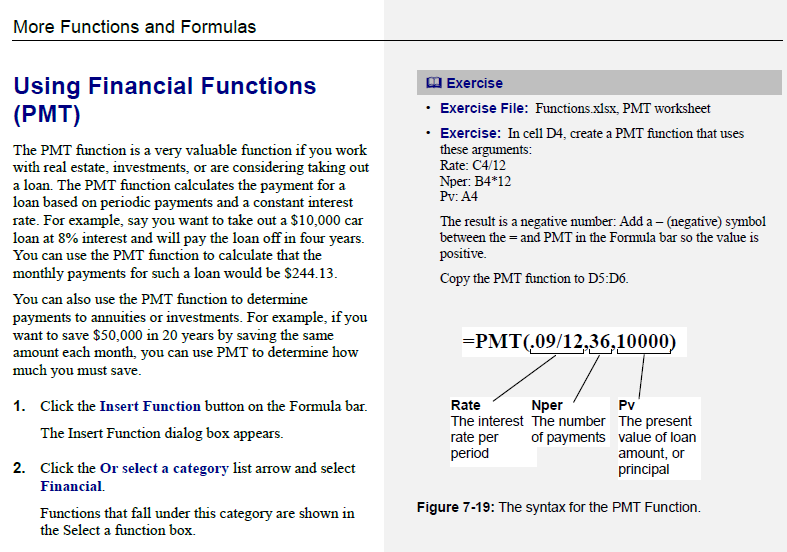 More Functions and Formulas
Using Financial Functions
(PMT)
The PMT function is a very valuable function if you work
with real estate, investments, or are considering taking out
a loan. The PMT function calculates the payment for a
loan based on periodic payments and a constant interest
rate. For example, say you want to take out a $10,000 car
loan at 8% interest and will pay the loan off in four years.
You can use the PMT function to calculate that the
monthly payments for such a loan would be $244.13.
You can also use the PMT function to determine
payments to annuities or investments. For example, if you
want to save $50,000 in 20 years by saving the same
amount each month, you can use PMT to determine how
much you must save.
1. Click the Insert Function button on the Formula bar.
The Insert Function dialog box appears.
2. Click the Or select a category list arrow and select
Financial.
Functions that fall under this category are shown in
the Select a function box.
Exercise
• Exercise File: Functions.xlsx, PMT worksheet
• Exercise: In cell D4, create a PMT function that uses
these arguments:
Rate: C4/12
Nper: B4*12
Pv: A4
The result is a negative number: Add a – (negative) symbol
between the = and PMT in the Formula bar so the value is
positive.
Copy the PMT function to D5:D6.
=PMT(.09/12,36,10000)
Rate
The interest
rate per
period
Nper
The number
of payments
Pv
The present
value of loan
amount, or
principal
Figure 7-19: The syntax for the PMT Function.